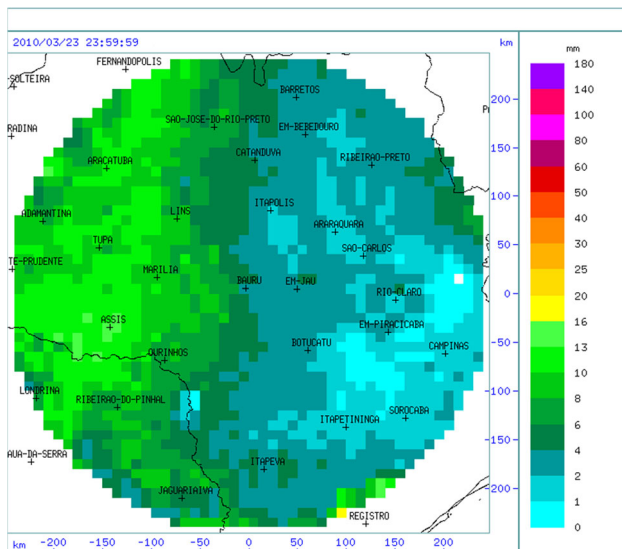 2010/03/23 23:59:59
km
mm
FERNANDOPOLIS
-SOLTEIRA
BARRETOS
180
200
140
SAO-JOSE-DO-RIO-PRETO
EM-BEBEDOURO
RADINA
100
150
CATANDUVA
RIBEIRAO-PRETO
ARACATUBA
80
60
100
ITAPOLIS
ADAMANTINA
LINS
50
ARARAQUARA
40
TUPA
SAO-CARLOS
50
30
TE-PRUDENTE
MARILIA
25
BAURU
EM-JAU
RIO-CLARO
0
20
ASSIS
EM-PIRACICABA
16
BOTUCATU
CAMPINAS
50
OURINHOS
13
10
LONDRINA
RIBEIRAO-DO-PINHAL
100
8
SOROCABA
ITAPETININGA
6
150
AUA-DA-SERRA
ITAPEVA
4
2
JAGUARIAIVA
200
1
REGISTRO
0
km
-200
-150
-100
-50
0
50
100
150
200
km